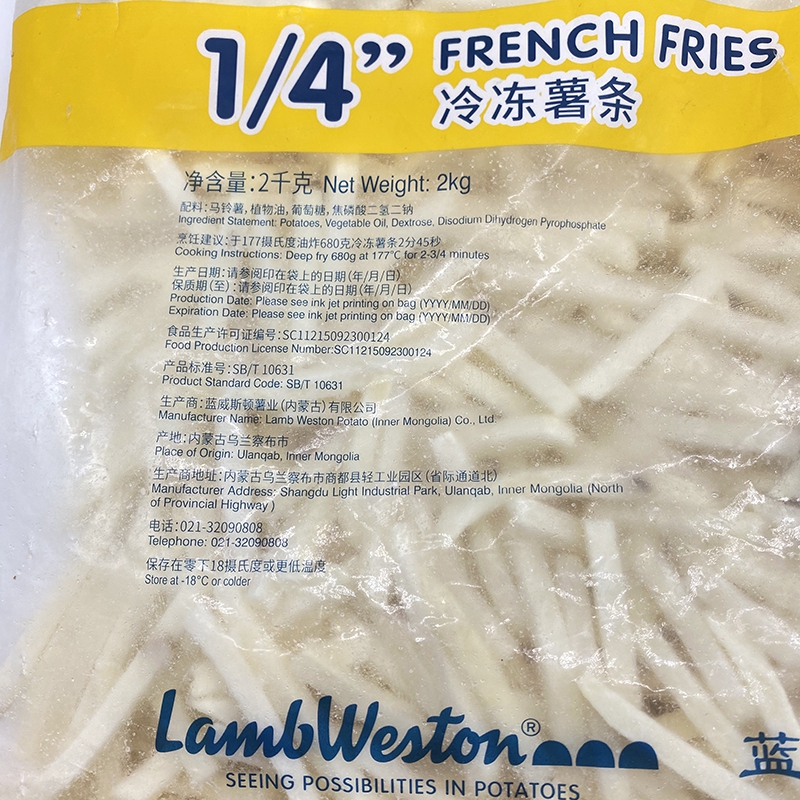 1/4” FRENCH FRIES
冷冻薯条
净含量:2千克 Net Weight: 2kg
配料:马铃薯,植物油,葡萄糖,焦磷酸二氢二钠
Ingredient Statement: Potatoes, Vegetable Oil, Dextrose, Disodium Dihydrogen Pyrophosphate
烹饪建议:于177摄氏度油炸680克冷冻薯条2分45秒
Cooking Instructions: Deep fry 680g at 177°C for 2-3/4 minutes
生产日期:请参阅印在袋上的日期(年/月/日)
保质期(至):请参阅印在袋上的日期(年/月/日)
Production Date: Please see ink jet printing on bag (YYYY/MM/DD)
Expiration Date: Please see ink jet printing on bag (YYYY/MM/DD)
食品生产许可证编号:SC11215092300124
Food Production License Number:SC11215092300124
产品标准号:SB/T 10631
Product Standard Code: SB/T 10631
生产商:蓝威斯顿薯业(内蒙古)有限公司
Manufacturer Name: Lamb Weston Potato (Inner Mongolia) Co., Ltd.
产地:内蒙古乌兰察布市
Place of Origin: Ulanqab, Inner Mongolia
生产商地址:内蒙古乌兰察布市商都县轻工业园区(省际通道北)
Manufacturer Address: Shangdu Light Industrial Park, Ulanqab, Inner Mongolia (North
of Provincial Highway )
电话:021-32090808
Telephone: 021-32090808
保存在零下18摄氏度或更低温度
Store at -18°C or colder
LambWeston®
SEEING POSSIBILITIES IN POTATOES
蓝